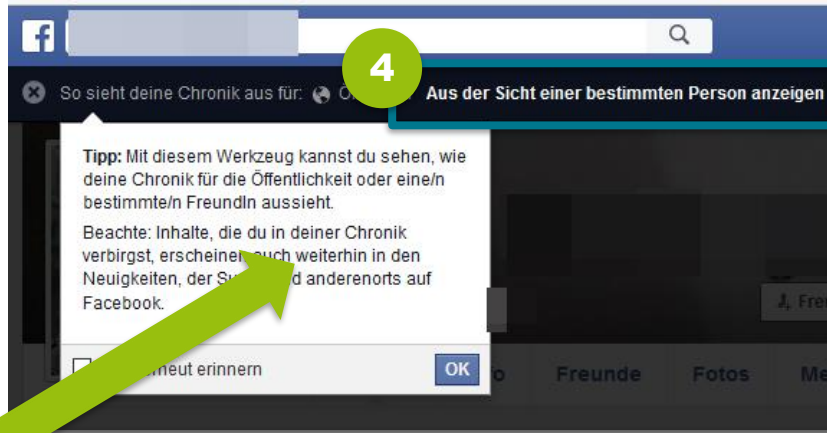 f
4
So sieht deine Chronik aus für: Aus der Sicht einer bestimmten Person anzeigen
Tipp: Mit diesem Werkzeug kannst du sehen, wie
deine Chronik für die Öffentlichkeit oder eine/n
bestimmte/n FreundIn aussieht.
Beachte: Inhalte, die du in deiner Chronik
verbirgst, erscheinen auch weiterhin in den
Neuigkeiten, der anderenorts auf
Facebook.
erinnern
OK
Freunde Fotos